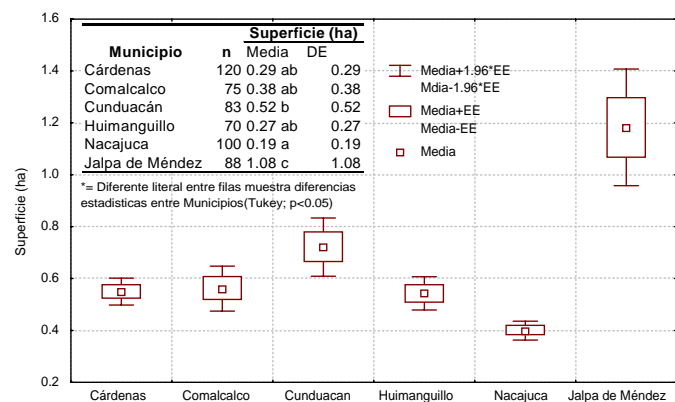 Superficie (ha)
Municipio n Media DE
Cárdenas 120 0.29 ab 0.29
Comalcalco 75 0.38 ab 0.38
Cunduacán 83 0.52 b 0.52
Huimanguillo 70 0.27 ab 0.27
Nacajuca 100 0.19 a 0.19
Jalpa de Méndez 88 1.08 c 1.08
*= Diferente literal entre filas muestra diferencias
estadisticas entre Municipios(Tukey; p<0.05)
Media+1.96*EE
Mdia-1.96*EE
Media+EE
Media-EE
Media
Superficie (ha)
1.6
1.4
1.2
1.0
0.8
0.6
0.4
0.2
Cárdenas Comalcalco Cunduacan Huimanguillo Nacajuca Jalpa de Méndez